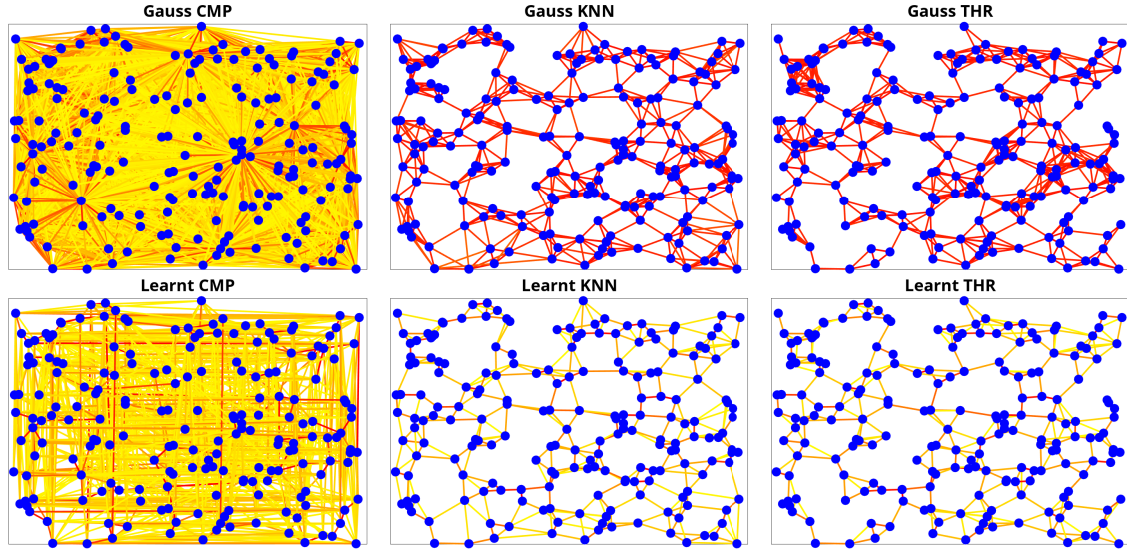 Gauss CMP
Gauss KNN
Gauss THR
Learnt CMP
Learnt KNN
Learnt THR